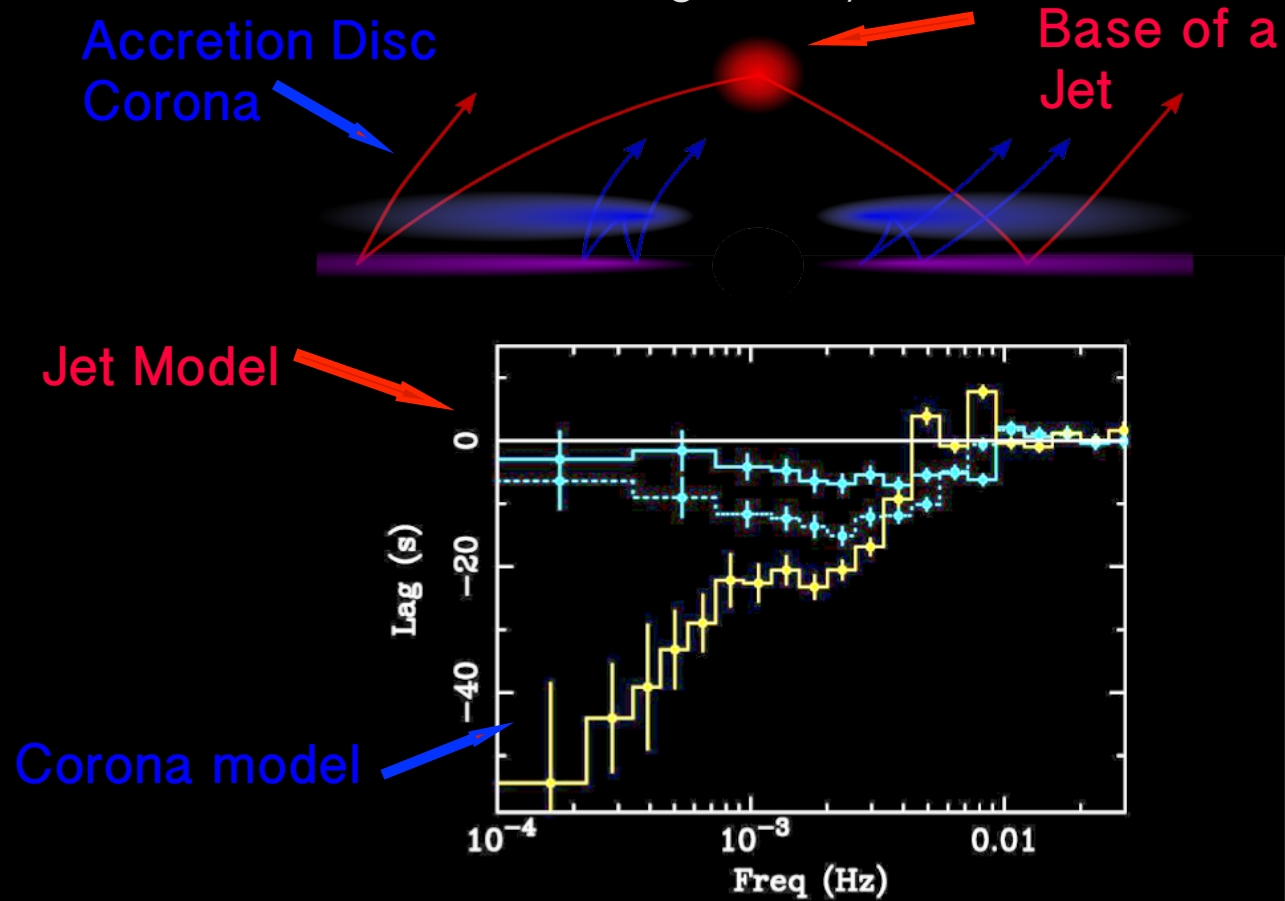 Accretion Disc
Corona
Base of a
Jet
Jet Model
Corona model
0
−20
−40
Lag (s)
10⁻⁴
10⁻³
0.01
Freq (Hz)